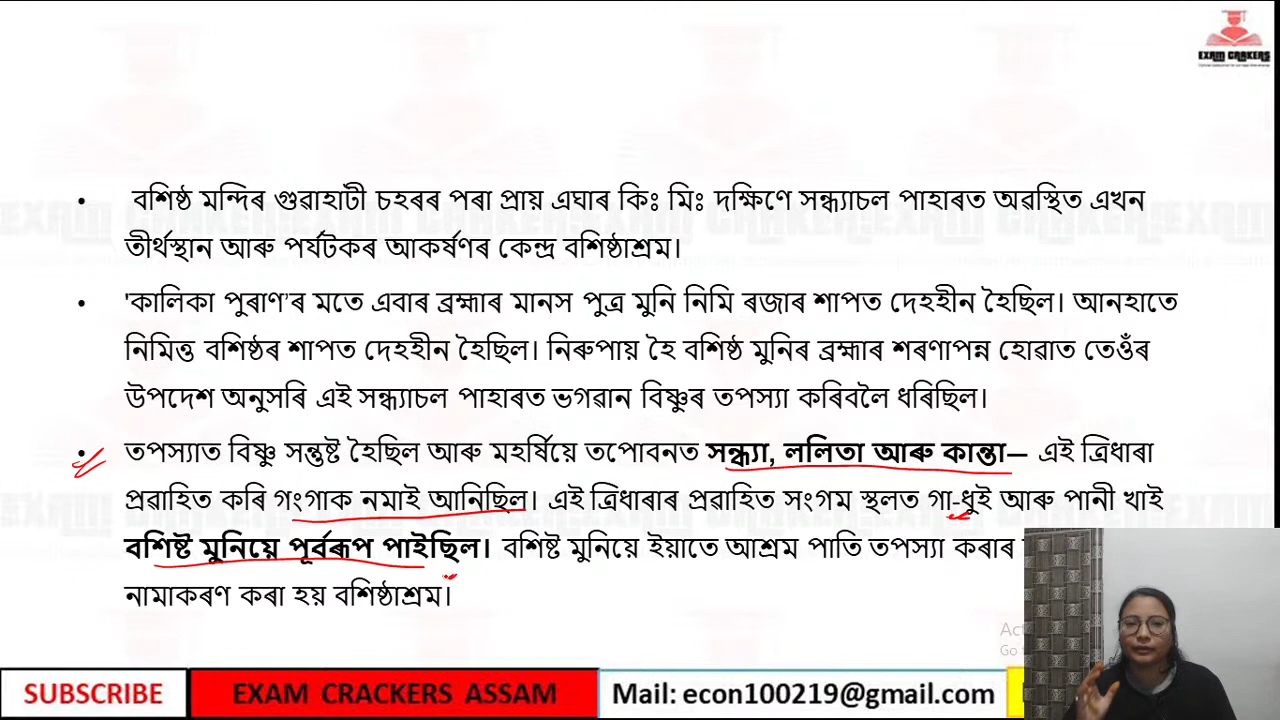 EXAM CRAKERS
• বশিষ্ঠ মন্দিৰ গুৱাহাটী চহৰৰ পৰা প্ৰায় এঘাৰ কিঃ মিঃ দক্ষিণে সন্ধ্যাচল পাহাৰত অৱস্থিত এখন
তীৰ্থস্থান আৰু পৰ্যটকৰ আকৰ্ষণৰ কেন্দ্ৰ বশিষ্ঠাশ্ৰম।
• 'কালিকা পুৰাণ'ৰ মতে এবাৰ ব্ৰহ্মাৰ মানস পুত্ৰ মুনি নিমি ৰজাৰ শাপত দেহহীন হৈছিল। আনহাতে
নিমিত্ত বশিষ্ঠৰ শাপত দেহহীন হৈছিল। নিৰুপায় হৈ বশিষ্ঠ মুনিৰ ব্ৰহ্মাৰ শৰণাপন্ন হোৱাত তেওঁৰ
উপদেশ অনুসৰি এই সন্ধ্যাচল পাহাৰত ভগৱান বিষ্ণুৰ তপস্যা কৰিবলৈ ধৰিছিল।
• তপস্যাত বিষ্ণু সন্তুষ্ট হৈছিল আৰু মহৰ্ষিয়ে তপোবনত সন্ধ্যা, ললিতা আৰু কান্তা— এই ত্ৰিধাৰা
প্ৰৱাহিত কৰি গংগাক নমাই আনিছিল। এই ত্ৰিধাৰাৰ প্ৰৱাহিত সংগম স্থলত গা-ধুই আৰু পানী খাই
বশিষ্ট মুনিয়ে পূৰ্বৰূপ পাইছিল। বশিষ্ট মুনিয়ে ইয়াতে আশ্ৰম পাতি তপস্যা কৰাৰ
নামাকৰণ কৰা হয় বশিষ্ঠাশ্ৰম।
SUBSCRIBE EXAM CRACKERS ASSAM Mail: econ100219@gmail.com